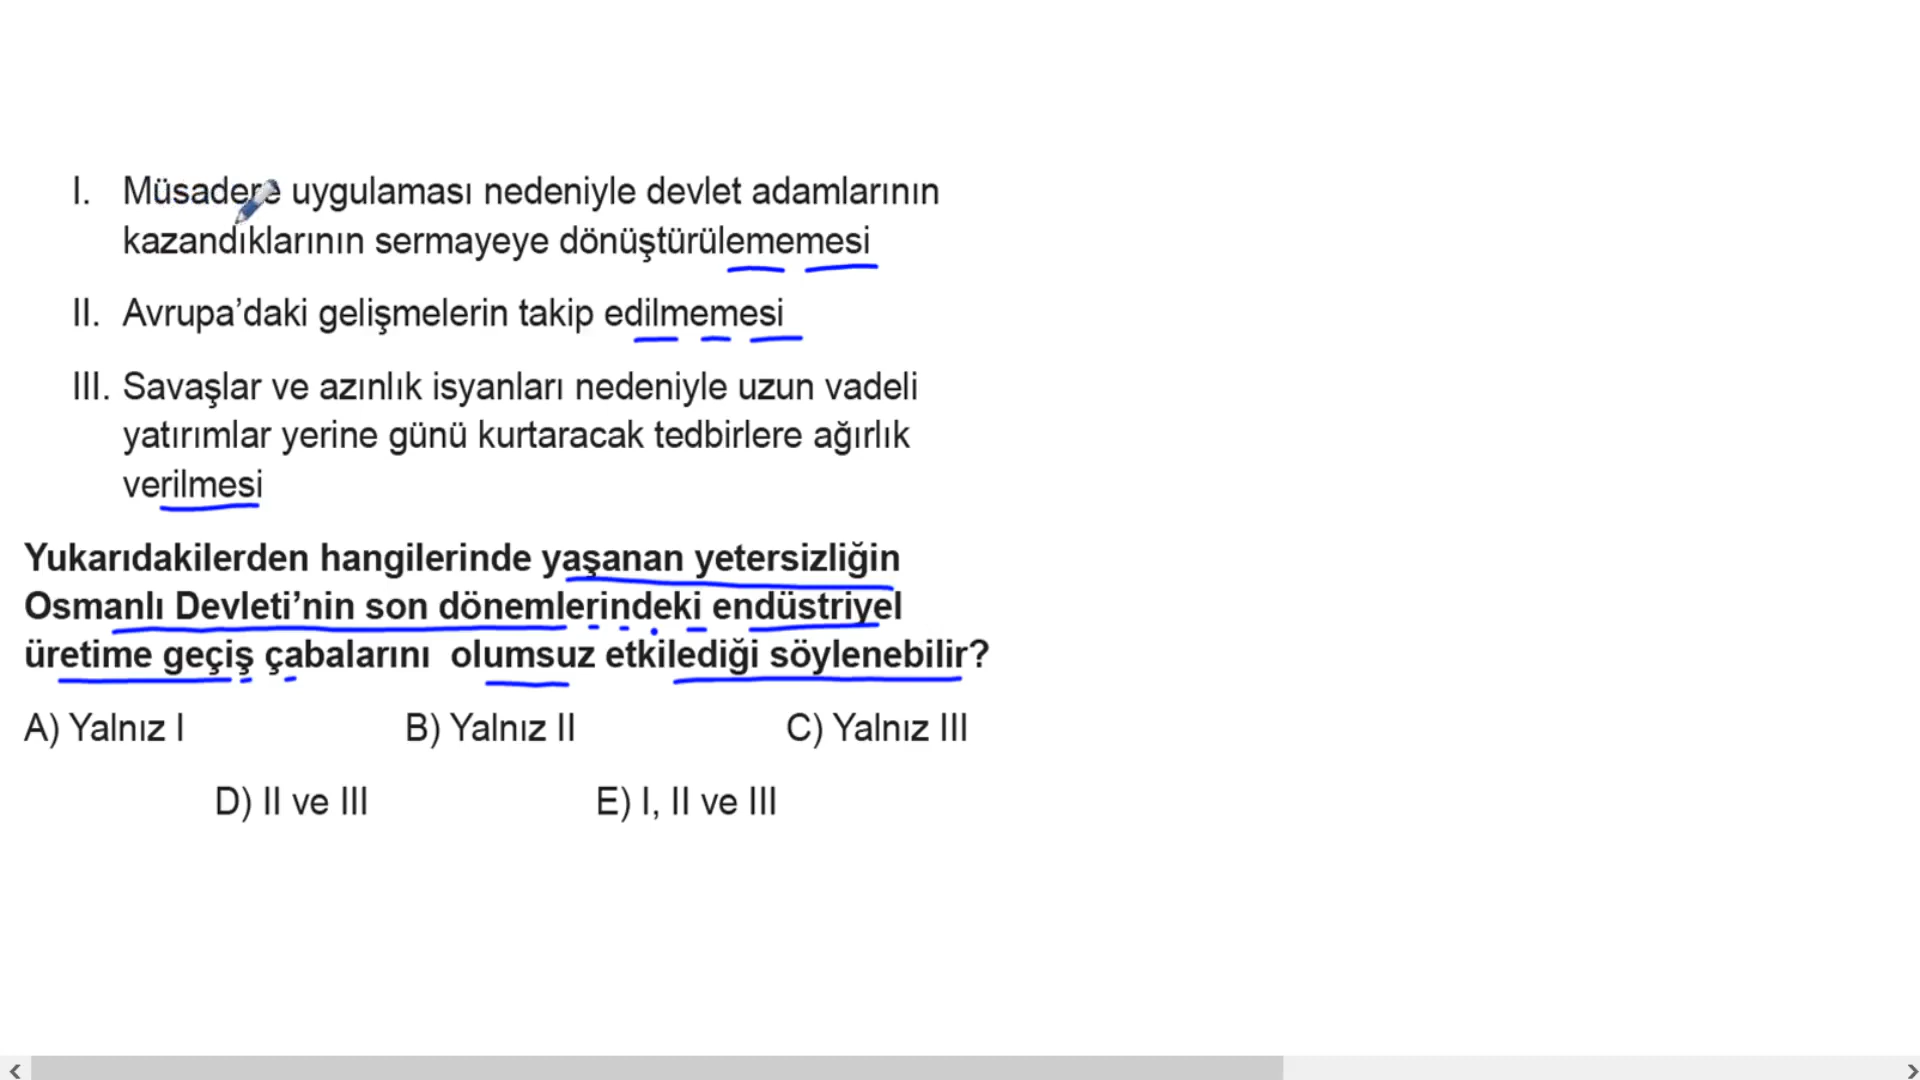 I. Müsadere uygulaması nedeniyle devlet adamlarının
kazandıklarının sermayeye dönüştürülememesi
II. Avrupa’daki gelişmelerin takip edilmemesi
III. Savaşlar ve azınlık isyanları nedeniyle uzun vadeli
yatırımlar yerine günü kurtaracak tedbirlere ağırlık
verilmesi
Yukarıdakilerden hangilerinde yaşanan yetersizliğin
Osmanlı Devleti’nin son dönemlerindeki endüstriyel
üretime geçiş çabalarını olumsuz etkilediği söylenebilir?
A) Yalnız I B) Yalnız II C) Yalnız III
D) II ve III E) I, II ve III